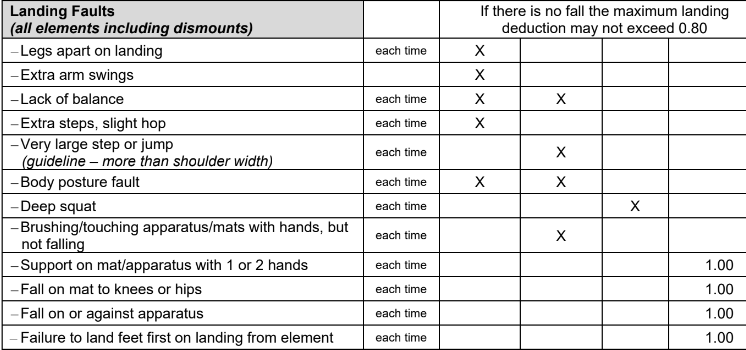 Landing Faults
(all elements including dismounts)
If there is no fall the maximum landing
deduction may not exceed 0.80
– Legs apart on landing each time X
– Extra arm swings X
– Lack of balance each time X X
– Extra steps, slight hop each time X
– Very large step or jump
(guideline – more than shoulder width) each time X
– Body posture fault each time X X
– Deep squat each time X
– Brushing/touching apparatus/mats with hands, but
not falling each time X
– Support on mat/apparatus with 1 or 2 hands each time 1.00
– Fall on mat to knees or hips each time 1.00
– Fall on or against apparatus each time 1.00
– Failure to land feet first on landing from element each time 1.00